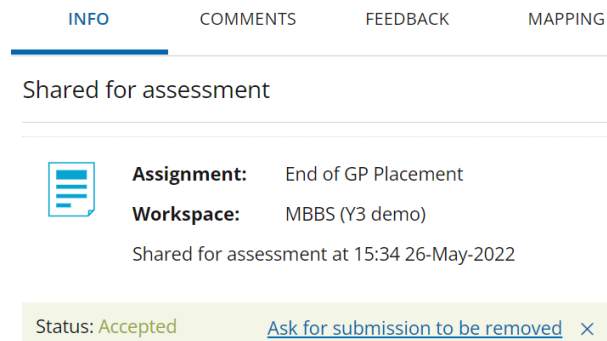 INFO COMMENTS FEEDBACK MAPPING
Shared for assessment
Assignment: End of GP Placement
Workspace: MBBS (Y3 demo)
Shared for assessment at 15:34 26-May-2022
Status: Accepted Ask for submission to be removed ×